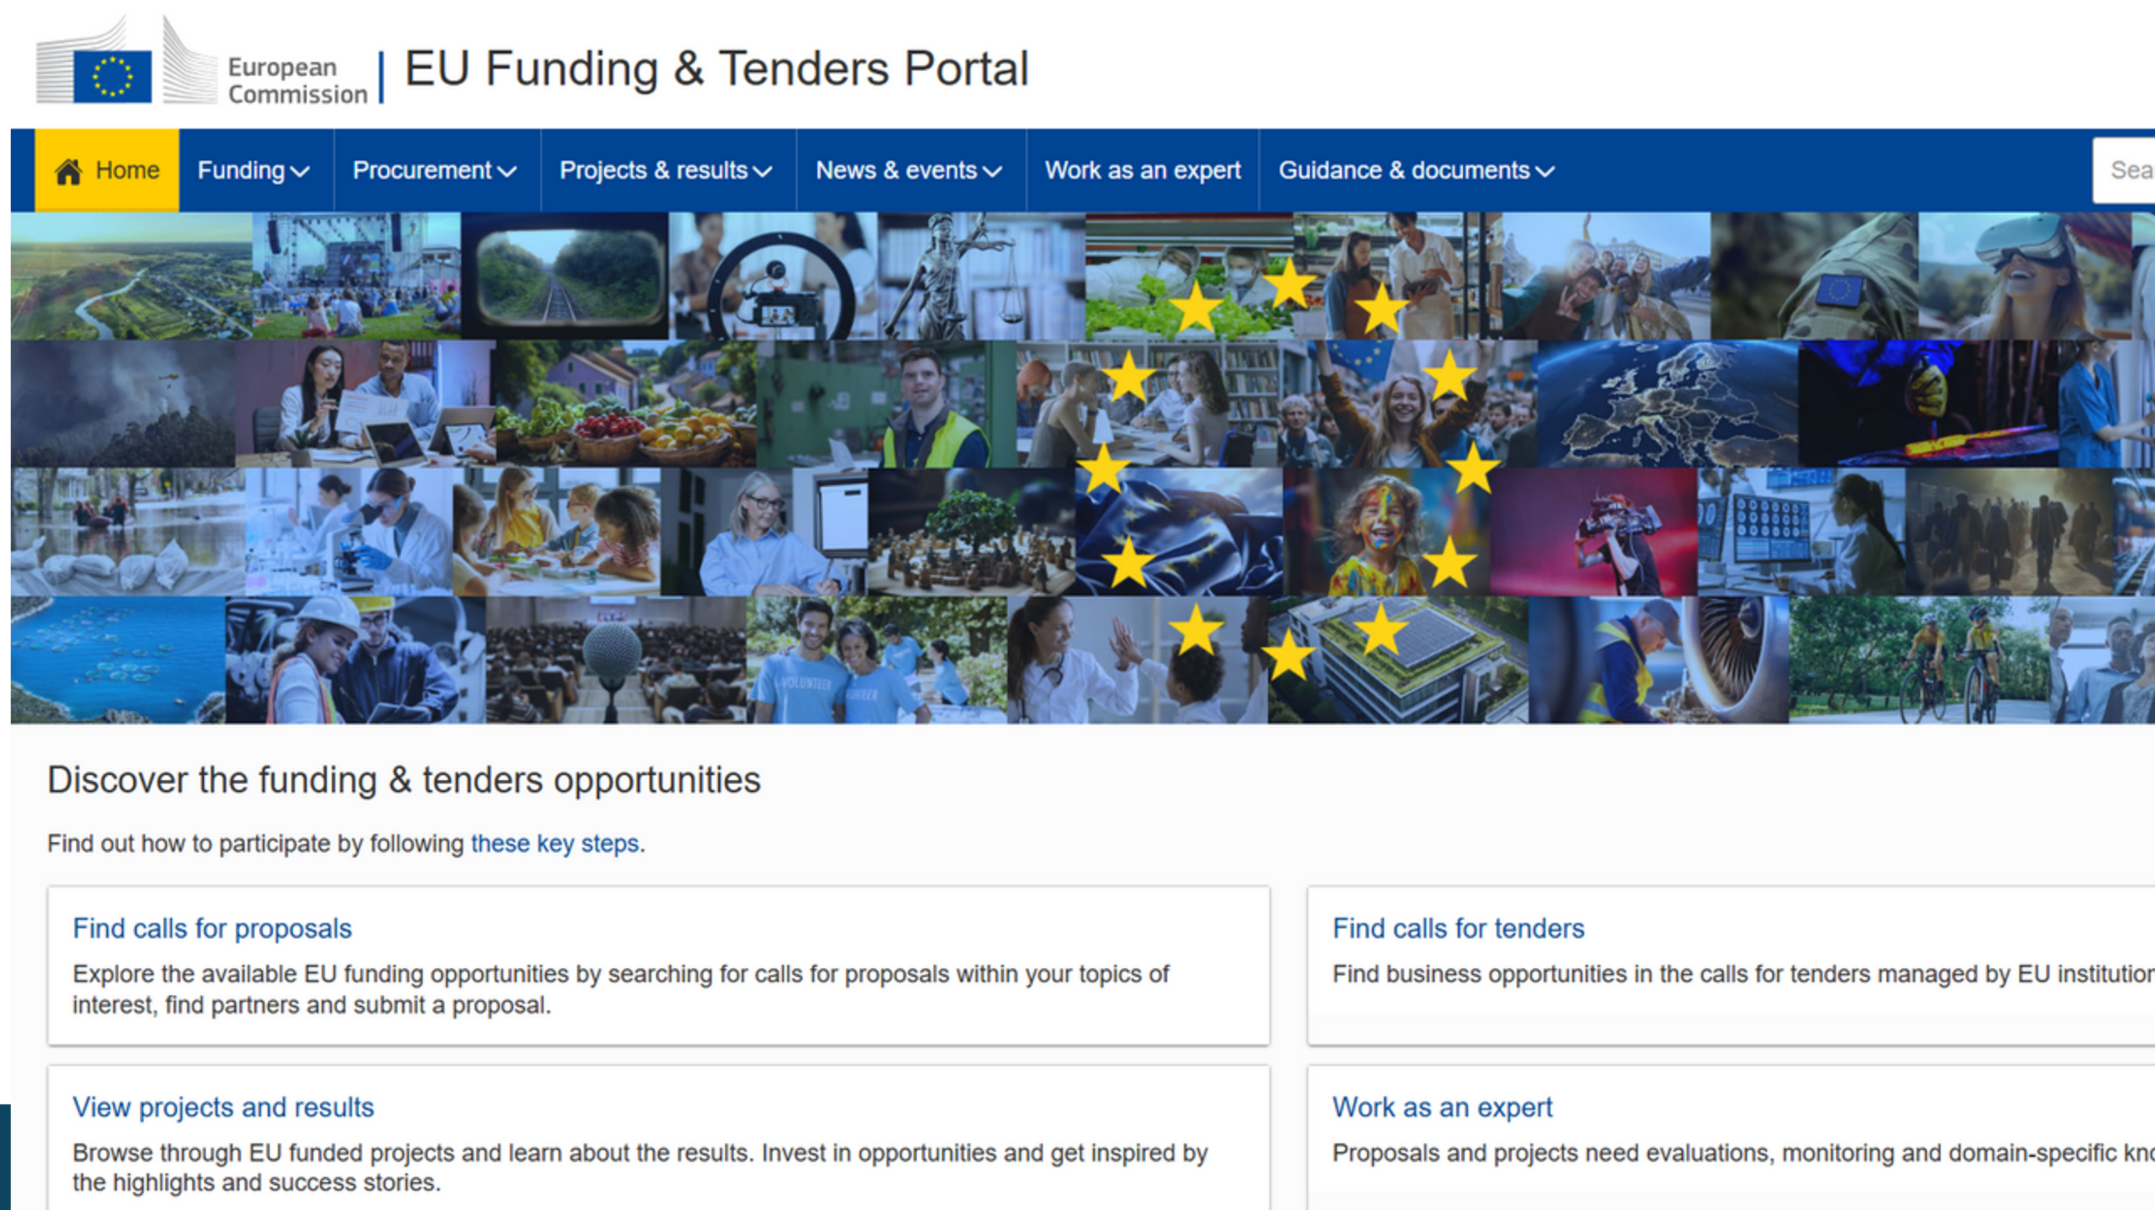 European
Commission
EU Funding & Tenders Portal
Home Funding Procurement Projects & results News & events Work as an expert Guidance & documents Sea
VOLUNTEER
Discover the funding & tenders opportunities
Find out how to participate by following these key steps.
Find calls for proposals
Explore the available EU funding opportunities by searching for calls for proposals within your topics of
interest, find partners and submit a proposal.
Find calls for tenders
Find business opportunities in the calls for tenders managed by EU institution
View projects and results
Browse through EU funded projects and learn about the results. Invest in opportunities and get inspired by
the highlights and success stories.
Work as an expert
Proposals and projects need evaluations, monitoring and domain-specific kno